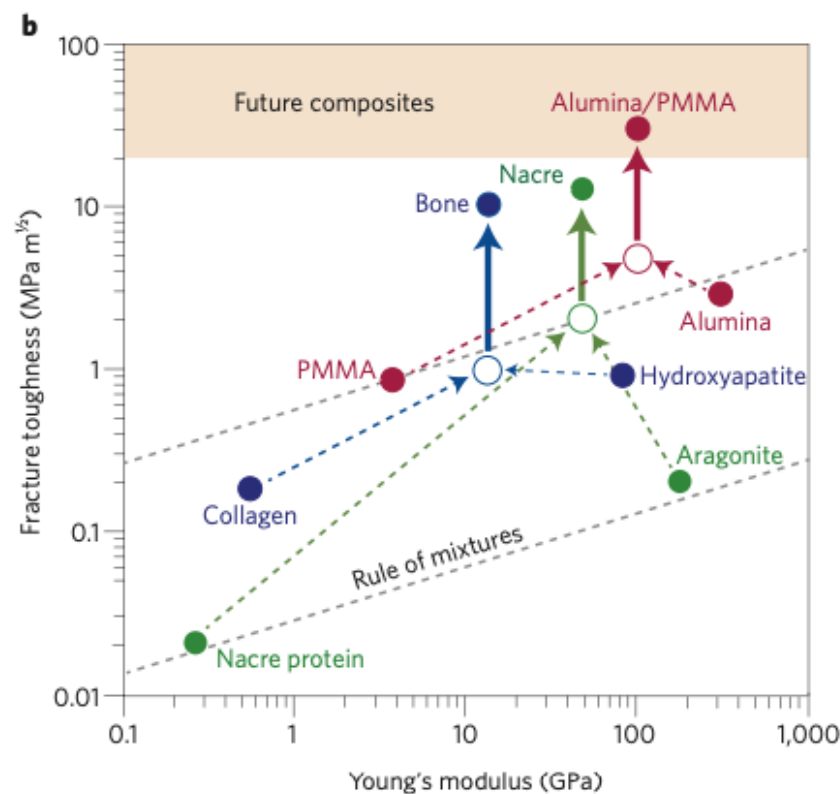 b
100
Future composites
Alumina/PMMA
Nacre
Bone
10
Alumina
PMMA
1
Hydroxyapatite
Aragonite
Collagen
0.1
Rule of mixtures
Nacre protein
0.01
0.1
1
10
100
1,000
Fracture toughness (MPa m½)
Young's modulus (GPa)